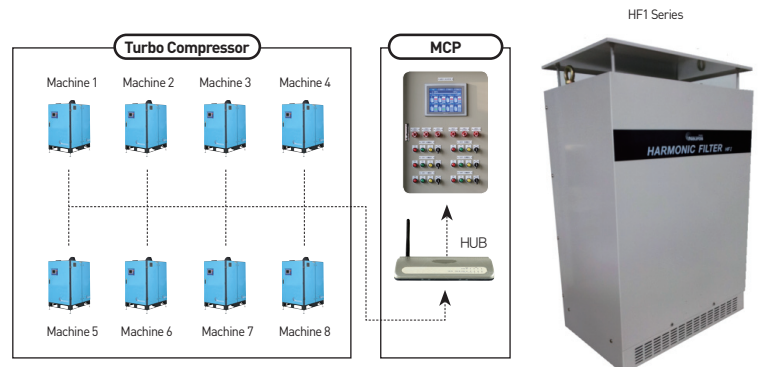 HF1 Series
Turbo Compressor
MCP
Machine 1
Machine 2
Machine 3
Machine 4
HUB
Machine 5
Machine 6
Machine 7
Machine 8
HARMONIC FILTER